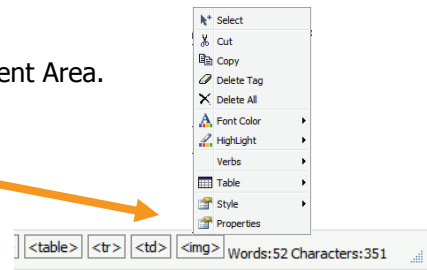 Select
Cut
Copy
ent Area.
Delete Tag
Delete All
Font Color
HighLight
Verbs
Table
Style
Properties
<table> <tr> <td> <img> Words:52 Characters:351